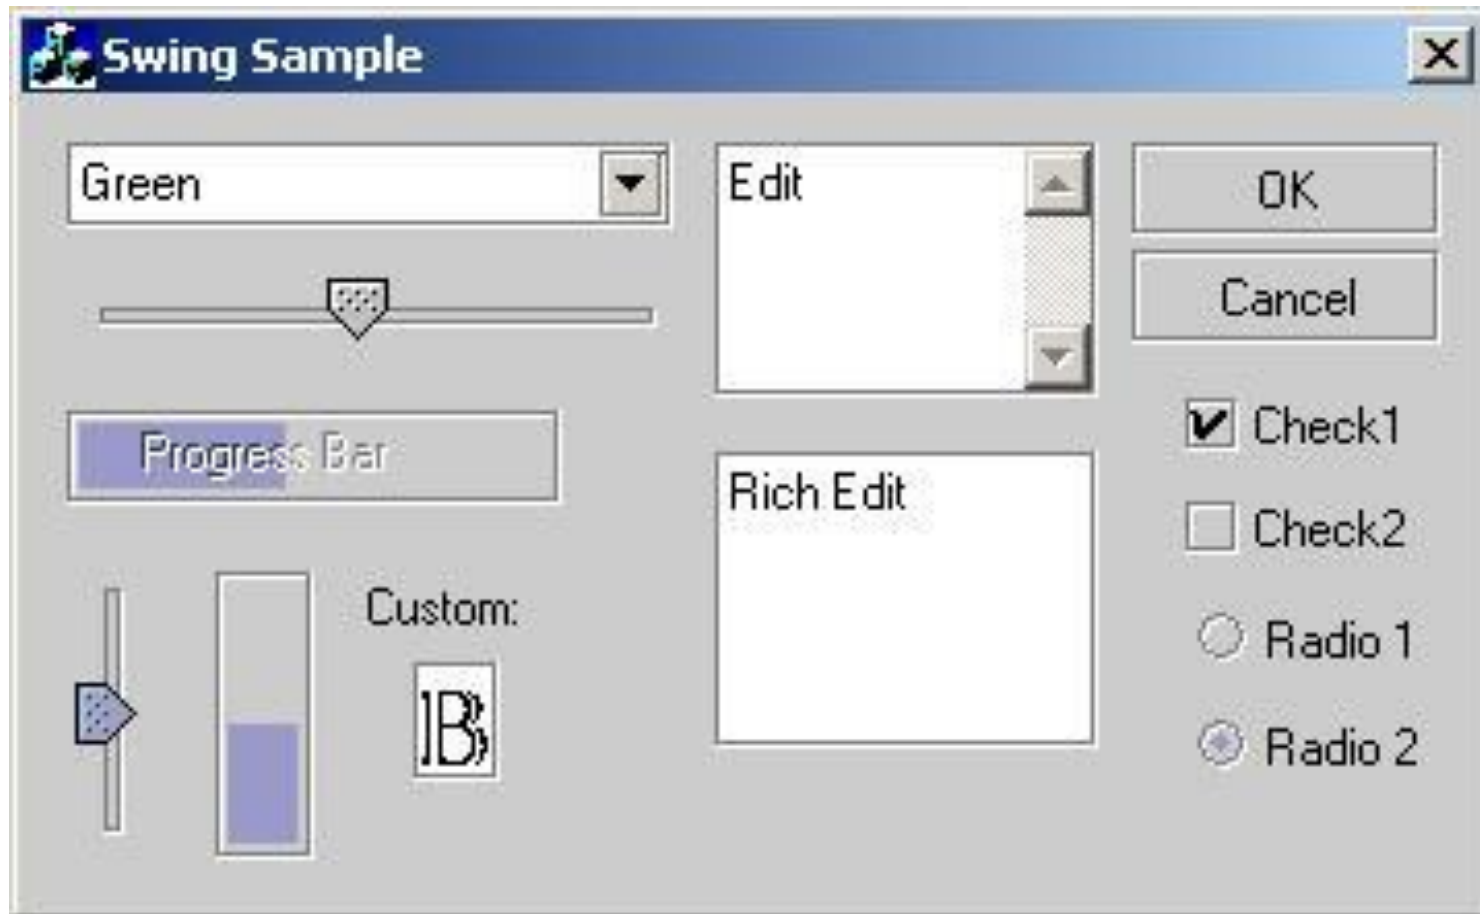 Swing Sample
Green
Edit
OK
Cancel
Progress Bar
Rich Edit
Check1
Check2
Custom:
B
Radio 1
Radio 2